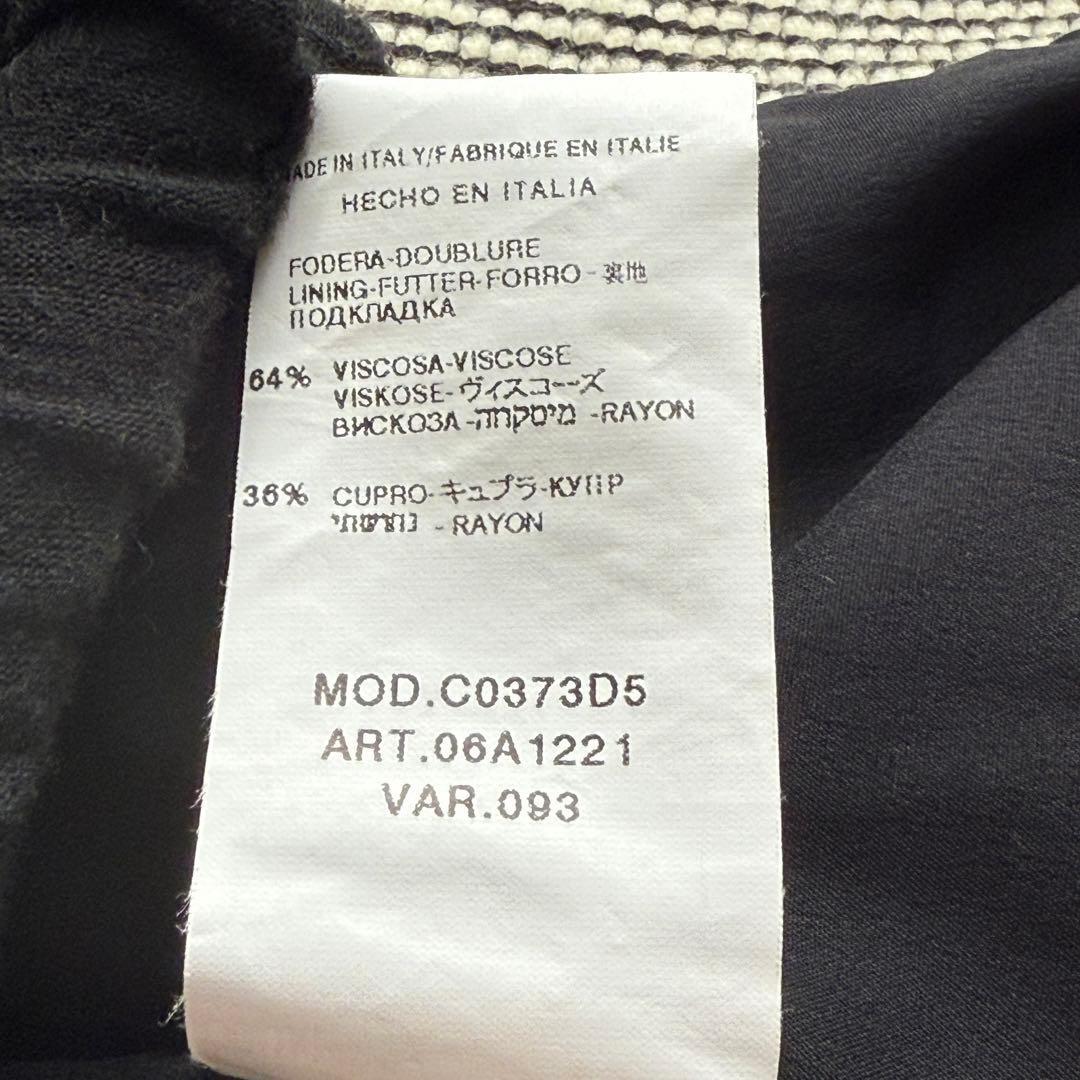 MADE IN ITALY/FABRIQUE EN ITALIE
HECHO EN ITALIA
FODERA-DOUBLURE
LINING-FUTTER-FORRO - 裏地
ПОДКЛАДКА
64% VISCOSA-VISCOSE
VISKOSE-ヴィスコーズ
ВИСКОЗА - -RAYON
36% CUPRO-キュプラ-КУПР
- RAYON
MOD.C0373D5
ART.06A1221
VAR.093